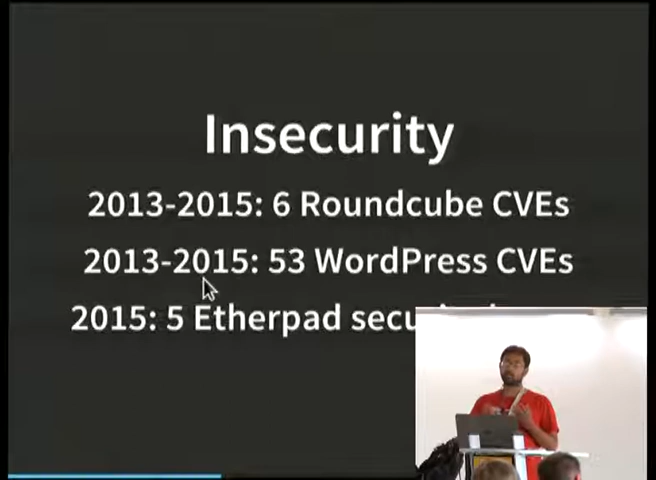 Insecurity
2013-2015: 6 Roundcube CVEs
2013-2015: 53 WordPress CVEs
2015: 5 Etherpad